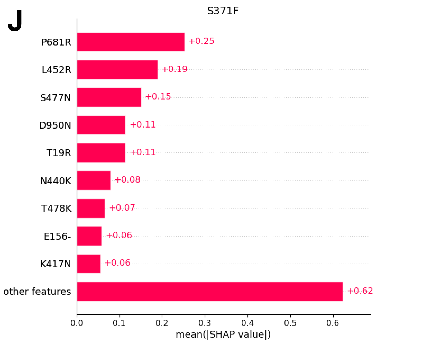 J
S371F
P681R +0.25
L452R +0.19
S477N +0.15
D950N +0.11
T19R +0.11
N440K +0.08
T478K +0.07
E156- +0.06
K417N +0.06
other features +0.62
0.0 0.1 0.2 0.3 0.4 0.5 0.6
mean(|SHAP value|)